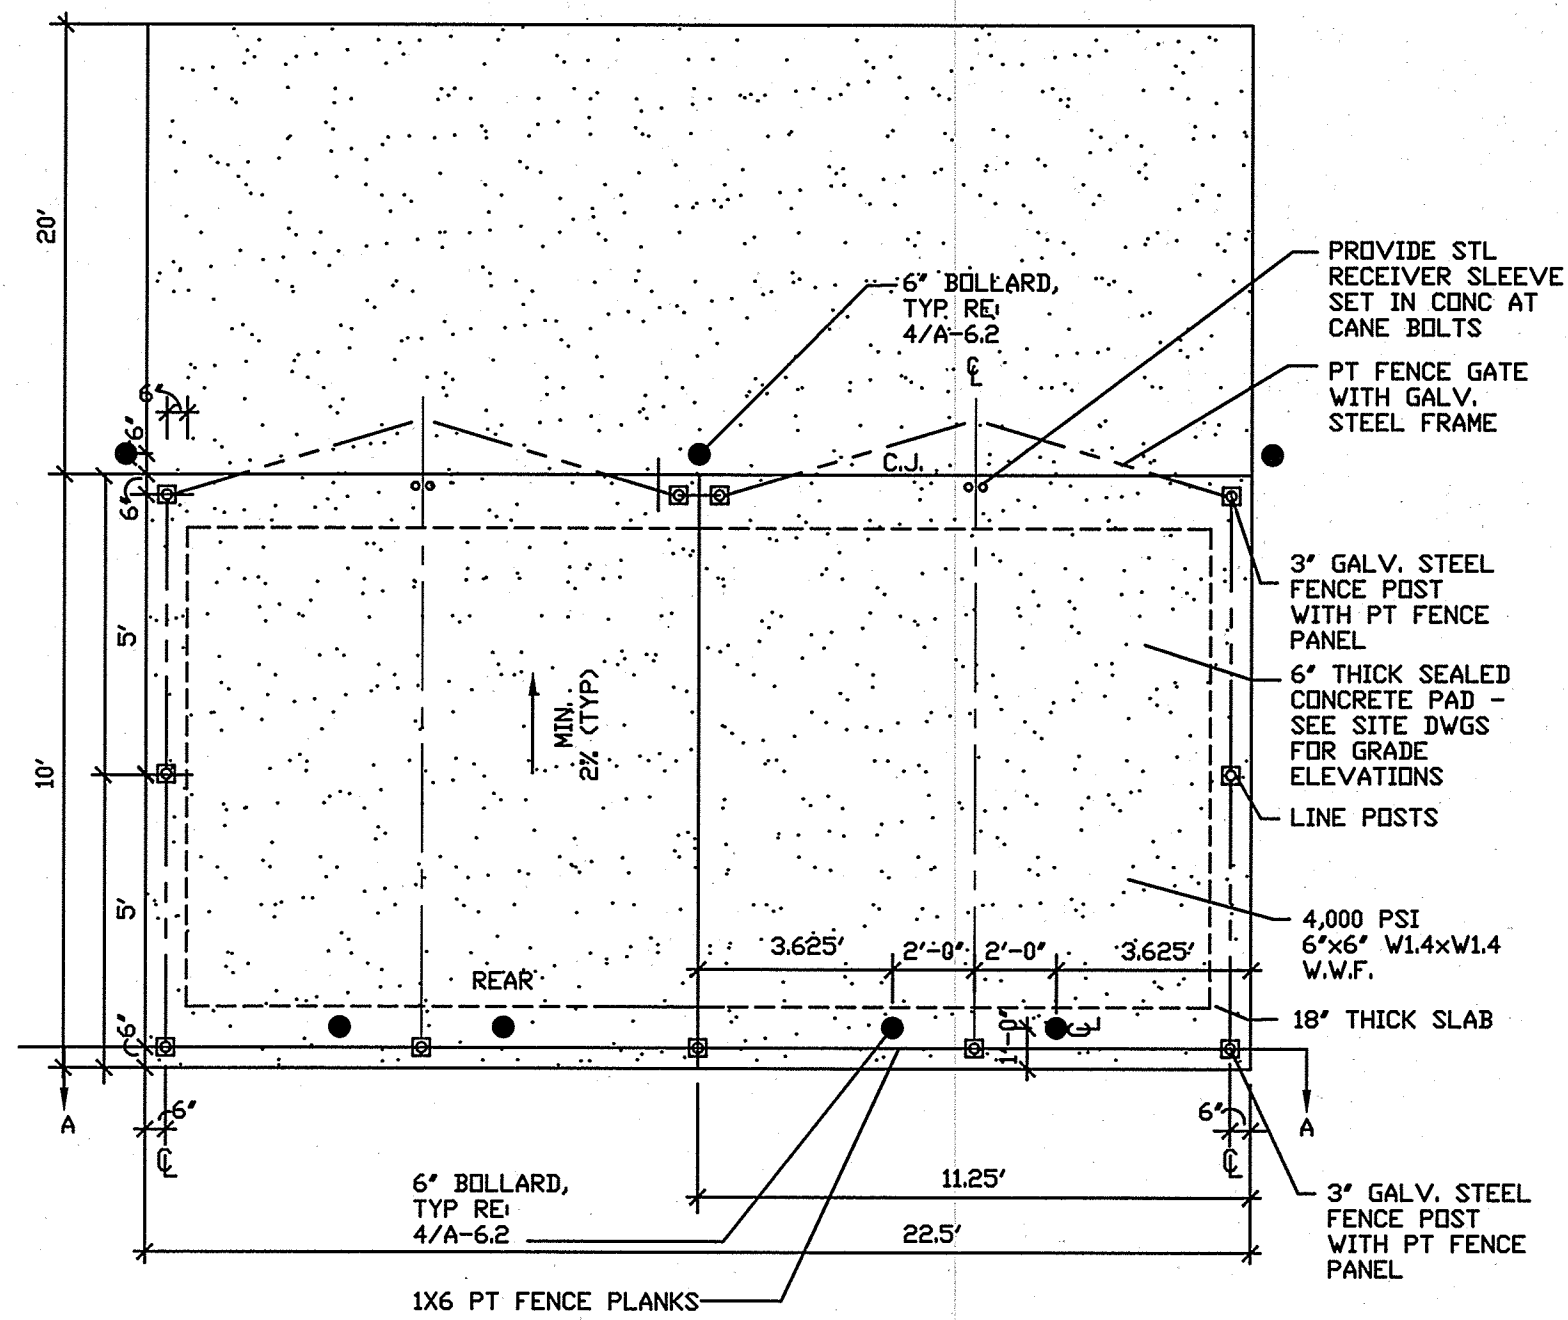 20'
6" BOLLARD,
TYP RE:
4/A-6.2
℄
PROVIDE STL
RECEIVER SLEEVE
SET IN CONC AT
CANE BOLTS
PT FENCE GATE
WITH GALV.
STEEL FRAME
6"
6"
C.J.
6"
3" GALV. STEEL
FENCE POST
WITH PT FENCE
PANEL
5'
6" THICK SEALED
CONCRETE PAD -
SEE SITE DWGS
FOR GRADE
ELEVATIONS
MIN.
2% (TYP)
10'
LINE POSTS
5'
4,000 PSI
6"x6" W1.4xW1.4
W.W.F.
3.625'
2'-0"
2'-0"
3.625'
REAR
18" THICK SLAB
6"
1'-0"
℄
A
6"
6"
A
℄
℄
6" BOLLARD,
TYP RE:
4/A-6.2
11.25'
22.5'
3" GALV. STEEL
FENCE POST
WITH PT FENCE
PANEL
1X6 PT FENCE PLANKS